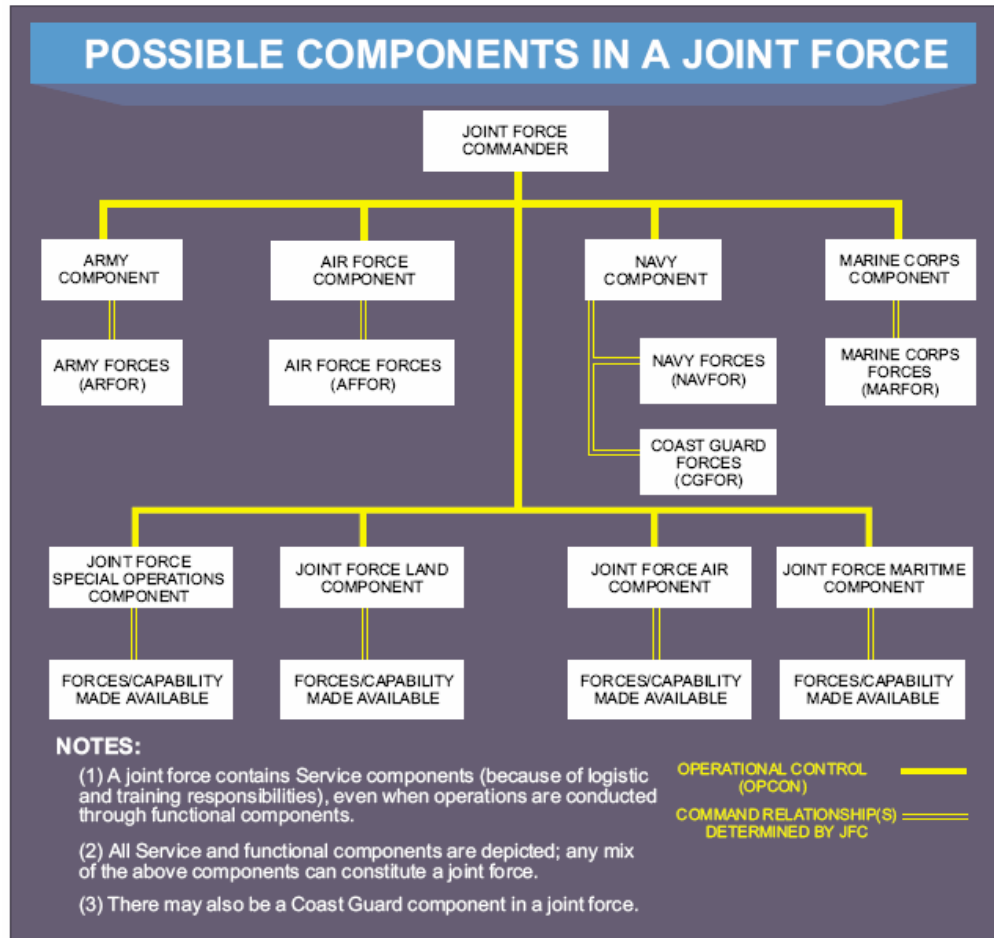 POSSIBLE COMPONENTS IN A JOINT FORCE
JOINT FORCE
COMMANDER
ARMY
COMPONENT
AIR FORCE
COMPONENT
NAVY
COMPONENT
MARINE CORPS
COMPONENT
ARMY FORCES
(ARFOR)
AIR FORCE FORCES
(AFFOR)
NAVY FORCES
(NAVFOR)
MARINE CORPS
FORCES
(MARFOR)
COAST GUARD
FORCES
(CGFOR)
JOINT FORCE
SPECIAL OPERATIONS
COMPONENT
JOINT FORCE LAND
COMPONENT
JOINT FORCE AIR
COMPONENT
JOINT FORCE MARITIME
COMPONENT
FORCES/CAPABILITY
MADE AVAILABLE
FORCES/CAPABILITY
MADE AVAILABLE
FORCES/CAPABILITY
MADE AVAILABLE
FORCES/CAPABILITY
MADE AVAILABLE
NOTES:
(1) A joint force contains Service components (because of logistic
and training responsibilities), even when operations are conducted
through functional components.
(2) All Service and functional components are depicted; any mix
of the above components can constitute a joint force.
(3) There may also be a Coast Guard component in a joint force.
OPERATIONAL CONTROL
(OPCON)
COMMAND RELATIONSHIP(S)
DETERMINED BY JFC